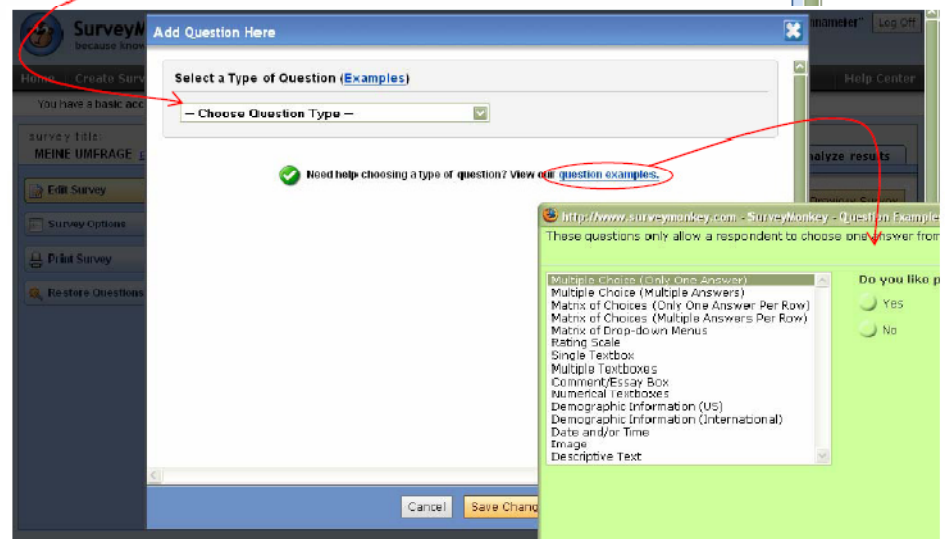 SurveyM
because know
Add Question Here
Log Off
Home Create Surv
Help Center
You have a basic acc
Select a Type of Question (Examples)
-- Choose Question Type --
survey title:
MEINE UMFRAGE
nalyze results
Edit Survey
Survey Options
Print Survey
Restore Questions
Need help choosing a type of question? View our question examples.
Preview Survey
http://www.surveymonkey.com - SurveyMonkey - Question Example
These questions only allow a respondent to choose one answer from
Multiple Choice (Only One Answer)
Multiple Choice (Multiple Answers)
Matrix of Choices (Only One Answer Per Row)
Matrix of Choices (Multiple Answers Per Row)
Matrix of Drop-down Menus
Rating Scale
Single Textbox
Multiple Textboxes
Comment/Essay Box
Numerical Textboxes
Demographic Information (US)
Demographic Information (International)
Date and/or Time
Image
Descriptive Text
Do you like p
Yes
No
Cancel
Save Chang